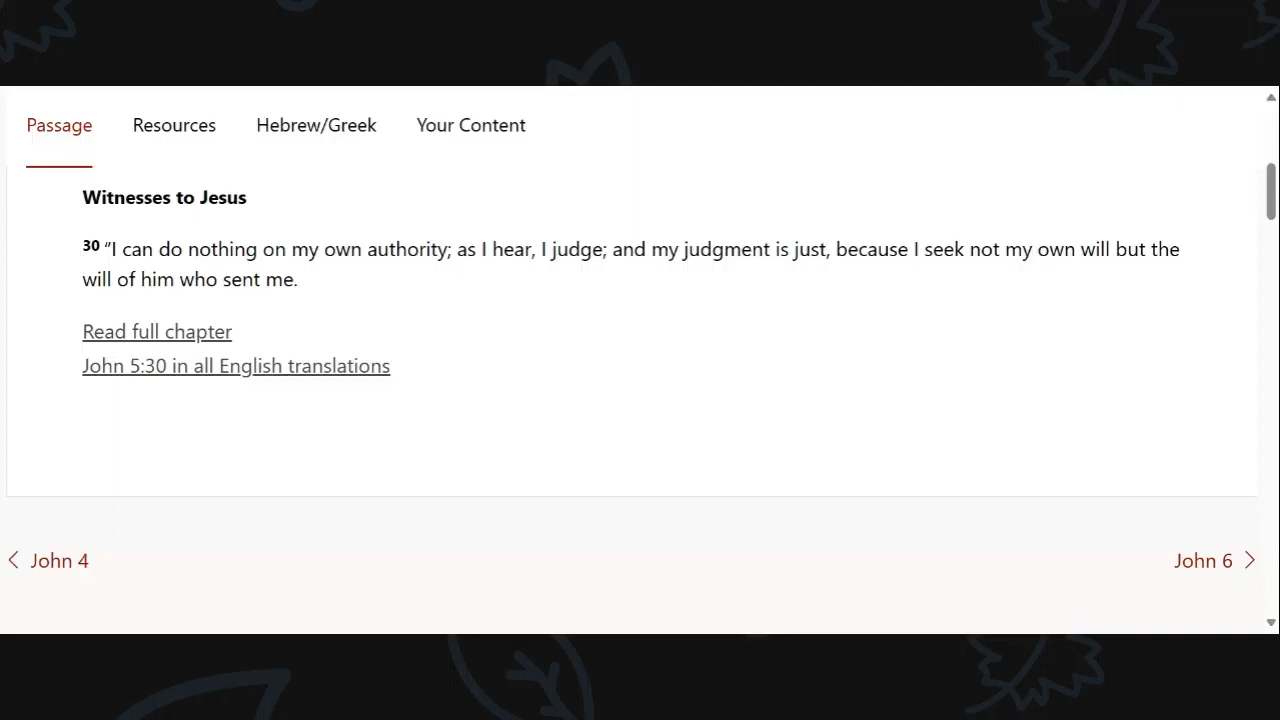 Passage Resources Hebrew/Greek Your Content
Witnesses to Jesus
30 “I can do nothing on my own authority; as I hear, I judge; and my judgment is just, because I seek not my own will but the
will of him who sent me.
Read full chapter
John 5:30 in all English translations
John 4 John 6